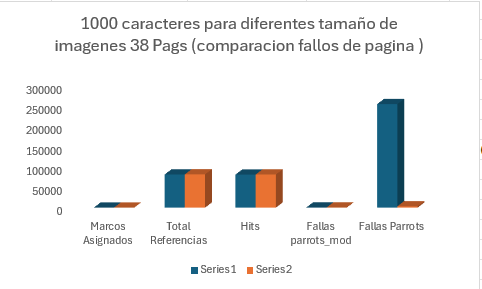 1000 caracteres para diferentes tamaño de
imagenes 38 Pags (comparacion fallos de pagina )
300000
250000
200000
150000
100000
50000
0
Marcos
Asignados
Total
Referencias
Hits
Fallas
parrots_mod
Fallas Parrots
Series1
Series2